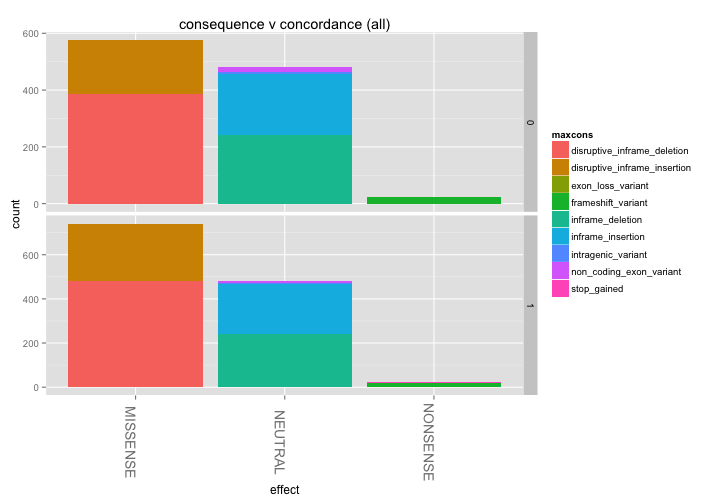 consequence v concordance (all)
600
400
200
0
0
count
600
400
200
0
1
MISSENSE
NEUTRAL
NONSENSE
effect
maxcons
disruptive_inframe_deletion
disruptive_inframe_insertion
exon_loss_variant
frameshift_variant
inframe_deletion
inframe_insertion
intragenic_variant
non_coding_exon_variant
stop_gained